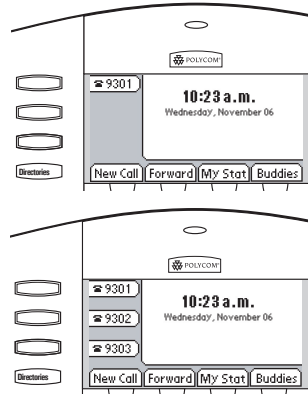 POLYCOM
9301
10:23 a.m.
Wednesday, November 06
Directories
New Call Forward My Stat Buddies
POLYCOM
9301
10:23 a.m.
Wednesday, November 06
9302
9303
Directories
New Call Forward My Stat Buddies